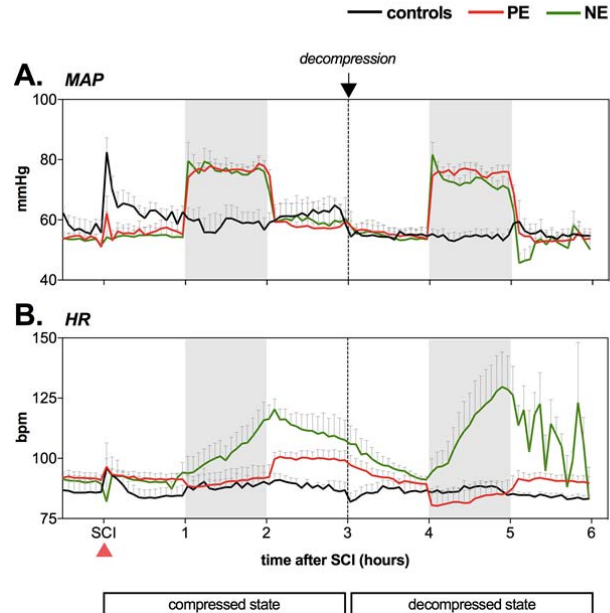 controls PE NE
decompression
A. MAP
100
80
60
40
mmHg
B. HR
150
125
100
75
bpm
SCI 1 2 3 4 5 6
time after SCI (hours)
compressed state decompressed state